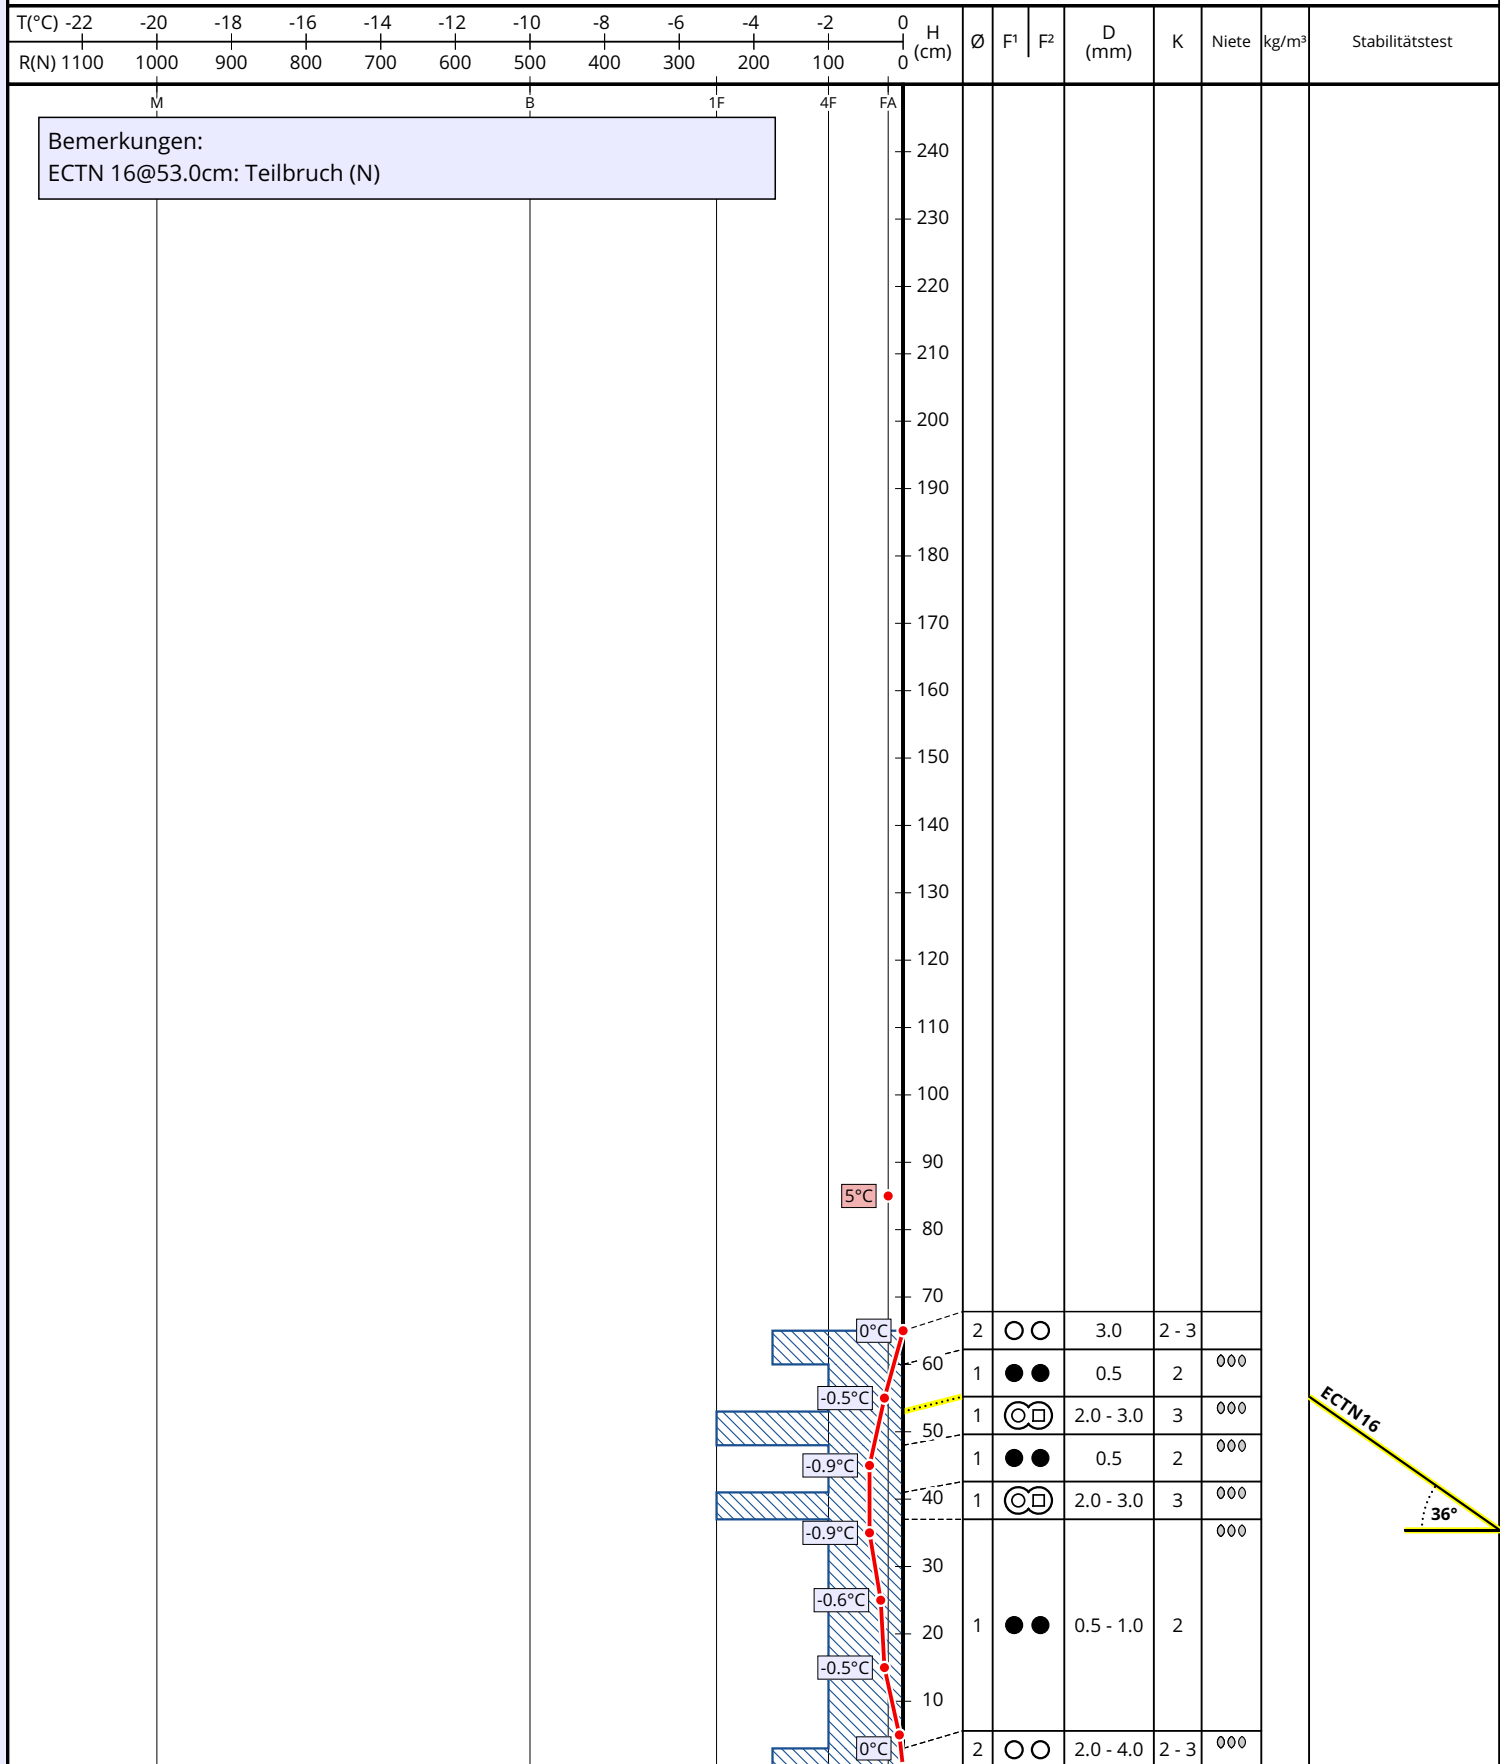 T(°C) -22 -20 -18 -16 -14 -12 -10 -8 -6 -4 -2 0
R(N) 1100 1000 900 800 700 600 500 400 300 200 100 0
H (cm) Ø F¹ F² D (mm) K Niete kg/m³ Stabilitätstest
M B 1F 4F FA
Bemerkungen:
ECTN 16@53.0cm: Teilbruch (N)
240
230
220
210
200
190
180
170
160
150
140
130
120
110
100
90
5°C
80
70
0°C 2 3.0 2 - 3
60
1 0.5 2
-0.5°C
ECTN16
1 2.0 - 3.0 3
50
-0.9°C 1 0.5 2
40 1 2.0 - 3.0 3
36°
-0.9°C
30
-0.6°C
20 1 0.5 - 1.0 2
-0.5°C
10
0°C 2 2.0 - 4.0 2 - 3